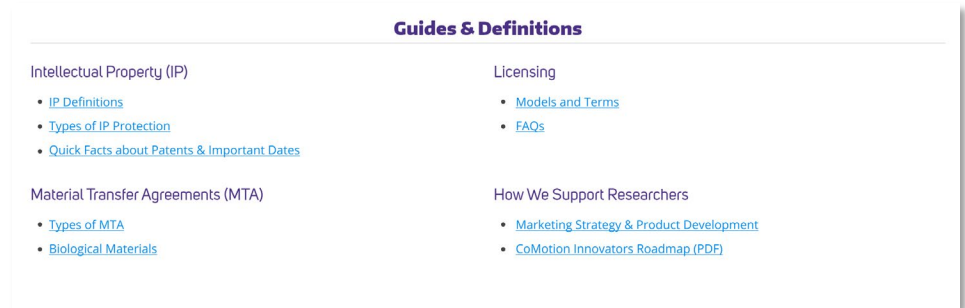 Guides & Definitions
Intellectual Property (IP)
IP Definitions
Types of IP Protection
Quick Facts about Patents & Important Dates
Licensing
Models and Terms
FAQs
Material Transfer Agreements (MTA)
Types of MTA
Biological Materials
How We Support Researchers
Marketing Strategy & Product Development
CoMotion Innovators Roadmap (PDF)